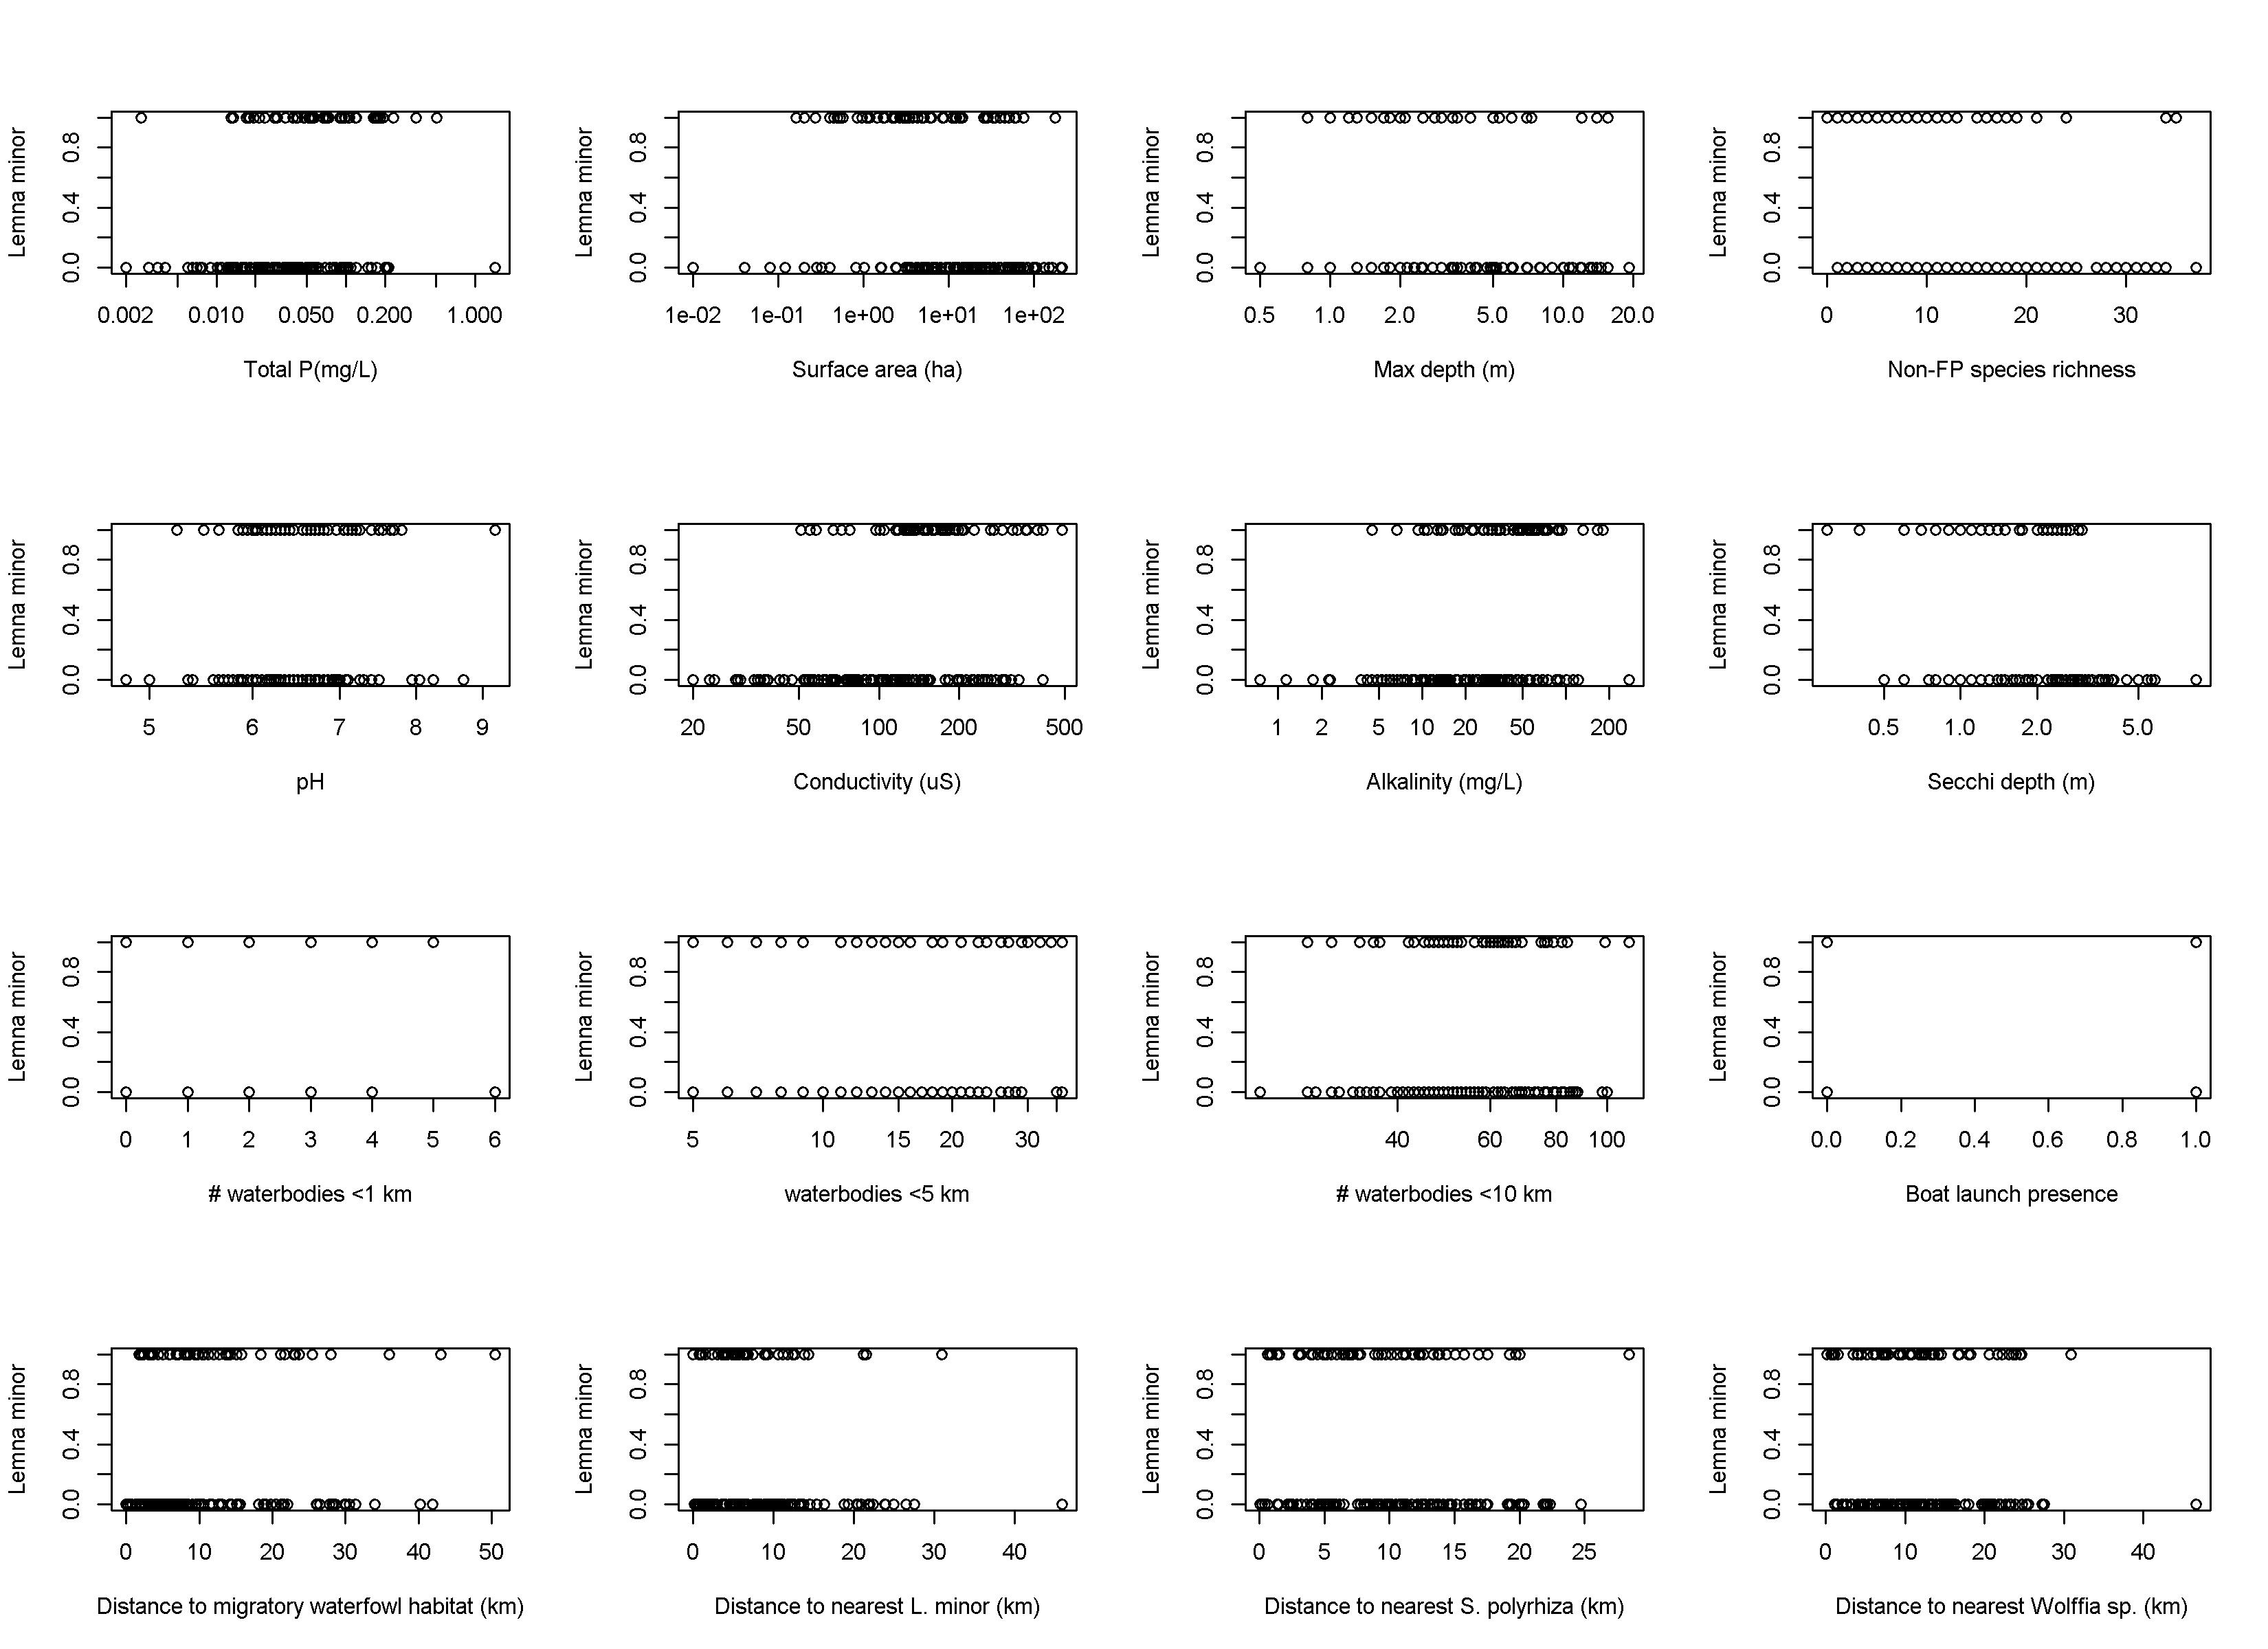 Lemna minor
0.0 0.4 0.8
0.002 0.010 0.050 0.200 1.000
Total P(mg/L)
Lemna minor
0.0 0.4 0.8
1e-02 1e-01 1e+00 1e+01 1e+02
Surface area (ha)
Lemna minor
0.0 0.4 0.8
0.5 1.0 2.0 5.0 10.0 20.0
Max depth (m)
Lemna minor
0.0 0.4 0.8
0 10 20 30
Non-FP species richness
Lemna minor
0.0 0.4 0.8
5 6 7 8 9
pH
Lemna minor
0.0 0.4 0.8
20 50 100 200 500
Conductivity (uS)
Lemna minor
0.0 0.4 0.8
1 2 5 10 20 50 200
Alkalinity (mg/L)
Lemna minor
0.0 0.4 0.8
0.5 1.0 2.0 5.0
Secchi depth (m)
Lemna minor
0.0 0.4 0.8
0 1 2 3 4 5 6
# waterbodies <1 km
Lemna minor
0.0 0.4 0.8
5 10 15 20 30
waterbodies <5 km
Lemna minor
0.0 0.4 0.8
40 60 80 100
# waterbodies <10 km
Lemna minor
0.0 0.4 0.8
0.0 0.2 0.4 0.6 0.8 1.0
Boat launch presence
Lemna minor
0.0 0.4 0.8
0 10 20 30 40 50
Distance to migratory waterfowl habitat (km)
Lemna minor
0.0 0.4 0.8
0 10 20 30 40
Distance to nearest L. minor (km)
Lemna minor
0.0 0.4 0.8
0 5 10 15 20 25
Distance to nearest S. polyrhiza (km)
Lemna minor
0.0 0.4 0.8
0 10 20 30 40
Distance to nearest Wolffia sp. (km)